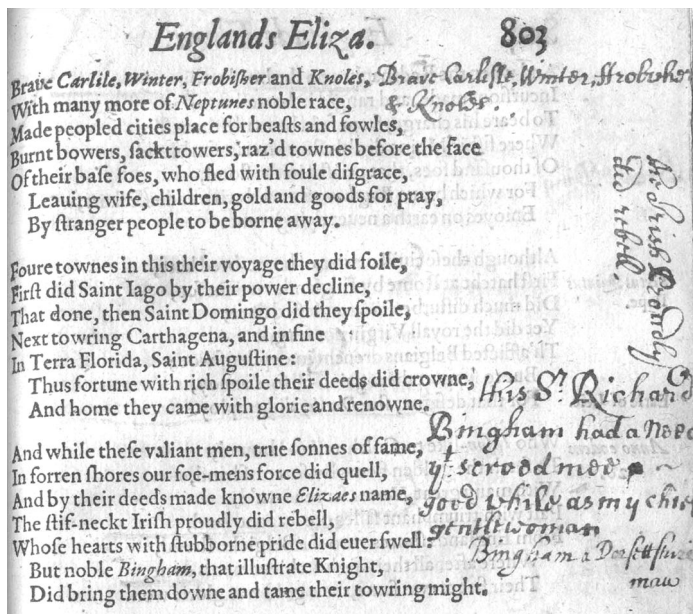 Englands Eliza. 803
Braue Carlile, Winter, Frobiſher and Knoles,
With many more of Neptunes noble race,
Made peopled cities place for beaſts and fowles,
Burnt bowers, ſackt towers, raz'd townes before the face
Of their baſe foes, who fled with foule diſgrace,
Leauing wife, children, gold and goods for pray,
By ſtranger people to be borne away.
Foure townes in this their voyage they did foile,
Firſt did Saint Iago by their power decline,
That done, then Saint Domingo did they ſpoile,
Next towring Carthagena, and in fine
In Terra Florida, Saint Auguſtine:
Thus fortune with rich ſpoile their deeds did crowne,
And home they came with glorie and renowne.
And while theſe valiant men, true ſonnes of fame,
In forren ſhores our foe-mens force did quell,
And by their deeds made knowne Elizaes name,
The ſtif-neckt Iriſh proudly did rebell,
Whoſe hearts with ſtubborne pride did euer ſwell:
But noble Bingham, that illuſtrate Knight,
Did bring them downe and tame their towring might.
Brave Carlisle, Winter, Frobisher
& Knoles.
the Irish Proudly
did rebell.
this Sr. Richard
Bingham had a
good Phile as my chief
gentlewoman
Bingham a
man